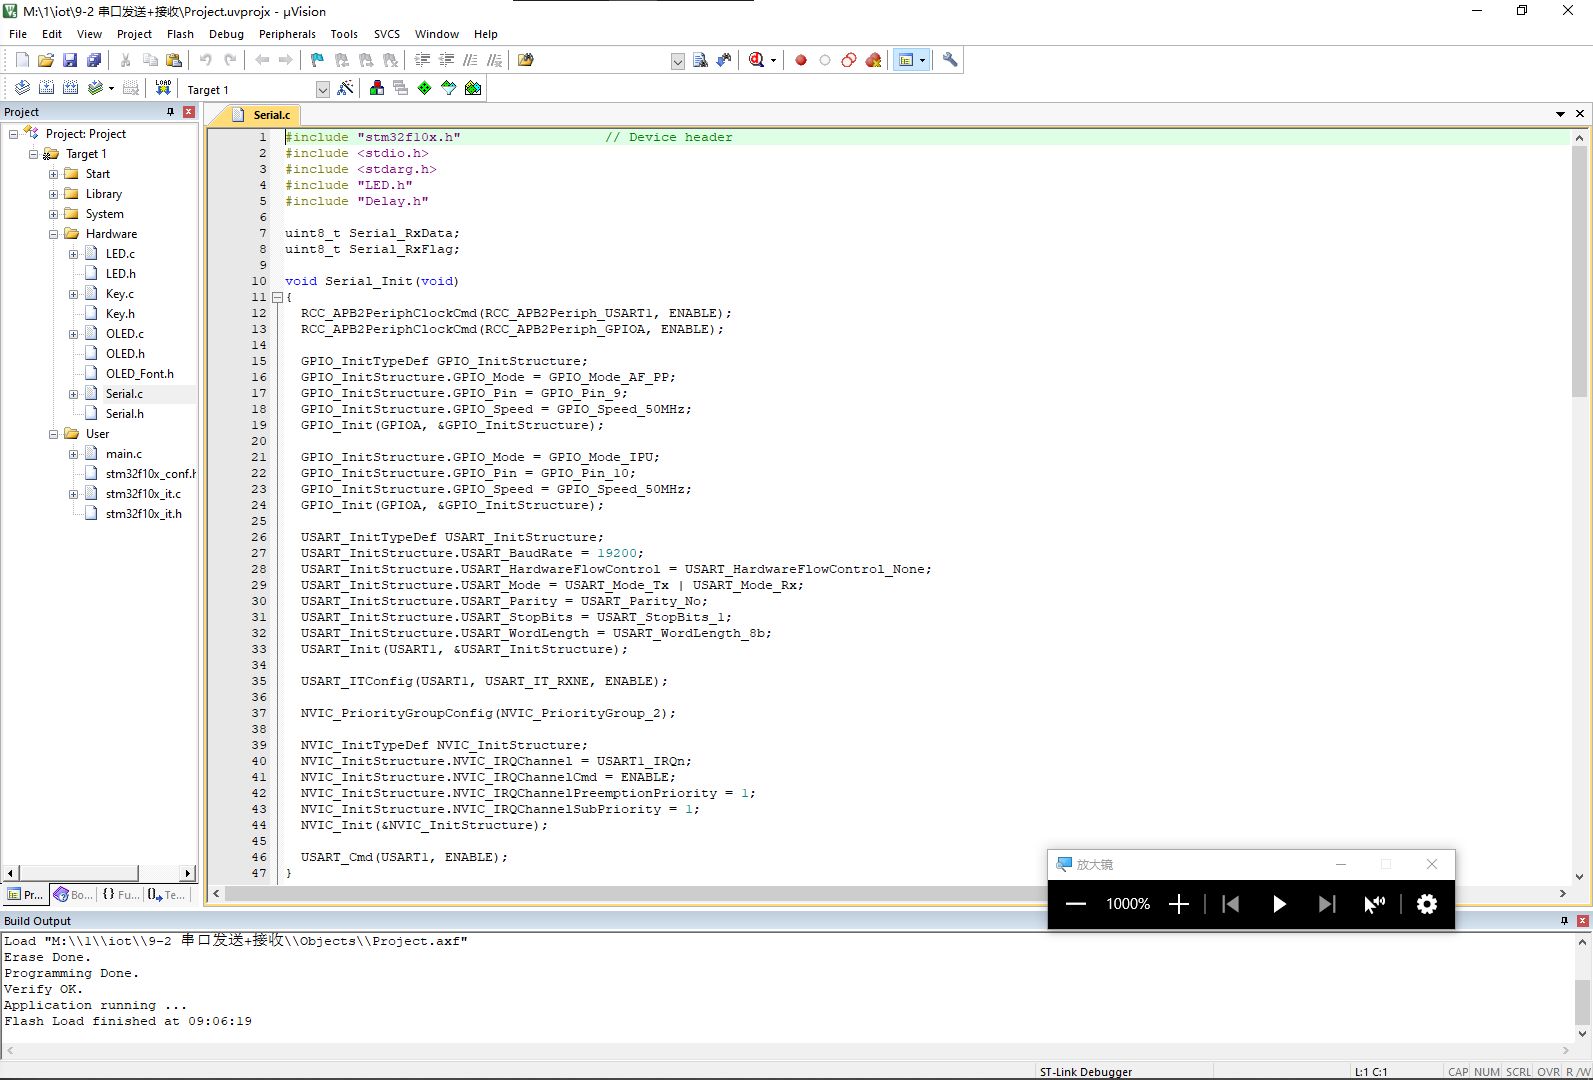 M:\1\iot\9-2 串口发送+接收\Project.uvprojx - µVision
File Edit View Project Flash Debug Peripherals Tools SVCS Window Help
LOAD Target 1
Project
Project: Project
Target 1
Start
Library
System
Hardware
LED.c
LED.h
Key.c
Key.h
OLED.c
OLED.h
OLED_Font.h
Serial.c
Serial.h
User
main.c
stm32f10x_conf.h
stm32f10x_it.c
stm32f10x_it.h
Pr... Bo... {} Fu... Te...
Serial.c
1 #include "stm32f10x.h" // Device header
2 #include <stdio.h>
3 #include <stdarg.h>
4 #include "LED.h"
5 #include "Delay.h"
6
7 uint8_t Serial_RxData;
8 uint8_t Serial_RxFlag;
9
10 void Serial_Init(void)
11 {
12 RCC_APB2PeriphClockCmd(RCC_APB2Periph_USART1, ENABLE);
13 RCC_APB2PeriphClockCmd(RCC_APB2Periph_GPIOA, ENABLE);
14
15 GPIO_InitTypeDef GPIO_InitStructure;
16 GPIO_InitStructure.GPIO_Mode = GPIO_Mode_AF_PP;
17 GPIO_InitStructure.GPIO_Pin = GPIO_Pin_9;
18 GPIO_InitStructure.GPIO_Speed = GPIO_Speed_50MHz;
19 GPIO_Init(GPIOA, &GPIO_InitStructure);
20
21 GPIO_InitStructure.GPIO_Mode = GPIO_Mode_IPU;
22 GPIO_InitStructure.GPIO_Pin = GPIO_Pin_10;
23 GPIO_InitStructure.GPIO_Speed = GPIO_Speed_50MHz;
24 GPIO_Init(GPIOA, &GPIO_InitStructure);
25
26 USART_InitTypeDef USART_InitStructure;
27 USART_InitStructure.USART_BaudRate = 19200;
28 USART_InitStructure.USART_HardwareFlowControl = USART_HardwareFlowControl_None;
29 USART_InitStructure.USART_Mode = USART_Mode_Tx | USART_Mode_Rx;
30 USART_InitStructure.USART_Parity = USART_Parity_No;
31 USART_InitStructure.USART_StopBits = USART_StopBits_1;
32 USART_InitStructure.USART_WordLength = USART_WordLength_8b;
33 USART_Init(USART1, &USART_InitStructure);
34
35 USART_ITConfig(USART1, USART_IT_RXNE, ENABLE);
36
37 NVIC_PriorityGroupConfig(NVIC_PriorityGroup_2);
38
39 NVIC_InitTypeDef NVIC_InitStructure;
40 NVIC_InitStructure.NVIC_IRQChannel = USART1_IRQn;
41 NVIC_InitStructure.NVIC_IRQChannelCmd = ENABLE;
42 NVIC_InitStructure.NVIC_IRQChannelPreemptionPriority = 1;
43 NVIC_InitStructure.NVIC_IRQChannelSubPriority = 1;
44 NVIC_Init(&NVIC_InitStructure);
45
46 USART_Cmd(USART1, ENABLE);
47 }
放大镜
1000%
Build Output
Load "M:\\1\\iot\\9-2 串口发送+接收\\Objects\\Project.axf"
Erase Done.
Programming Done.
Verify OK.
Application running ...
Flash Load finished at 09:06:19
ST-Link Debugger L:1 C:1 CAP NUM SCRL OVR R/W